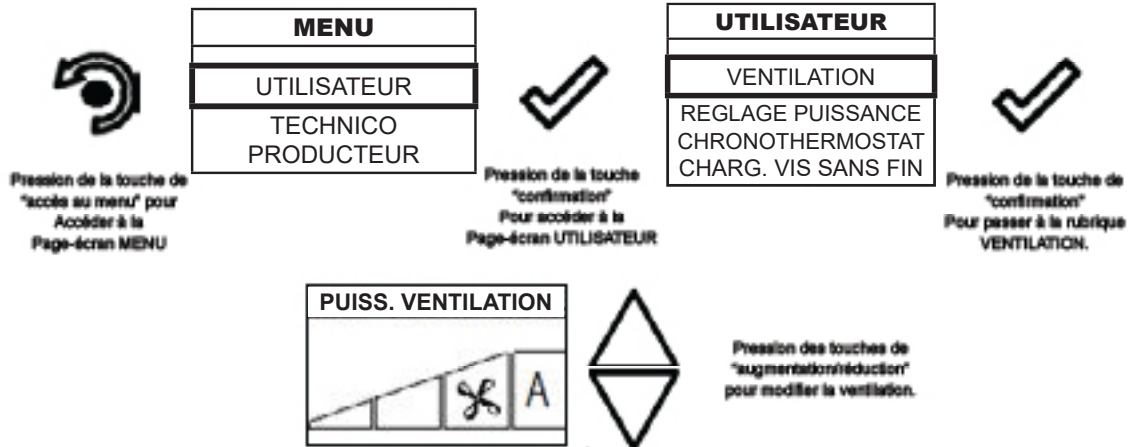 MENU
UTILISATEUR
TECHNICO
PRODUCTEUR
Pression de la touche de
"accès au menu" pour
Accéder à la
Page-écran MENU
Pression de la touche
"confirmation"
Pour accéder à la
Page-écran UTILISATEUR
UTILISATEUR
VENTILATION
REGLAGE PUISSANCE
CHRONOTHERMOSTAT
CHARG. VIS SANS FIN
Pression de la touche de
"confirmation"
Pour passer à la rubrique
VENTILATION.
PUISS. VENTILATION
A
Pression des touches de
"augmentation/réduction"
pour modifier la ventilation.